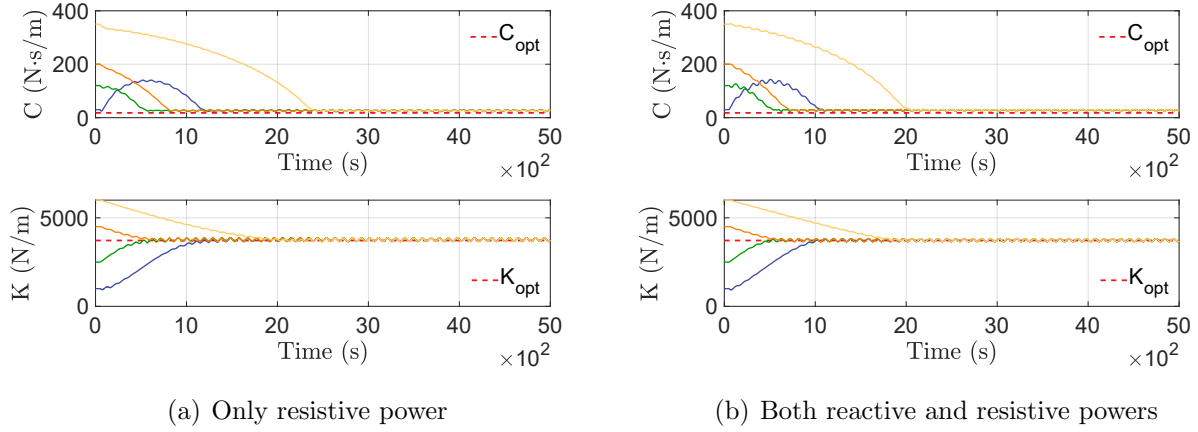 400
200
0
C (N·s/m)
C_opt
0 10 20 30 40 50
Time (s)
×10^2
5000
0
K (N/m)
K_opt
0 10 20 30 40 50
Time (s)
×10^2
(a) Only resistive power
400
200
0
C (N·s/m)
C_opt
0 10 20 30 40 50
Time (s)
×10^2
5000
0
K (N/m)
K_opt
0 10 20 30 40 50
Time (s)
×10^2
(b) Both reactive and resistive powers